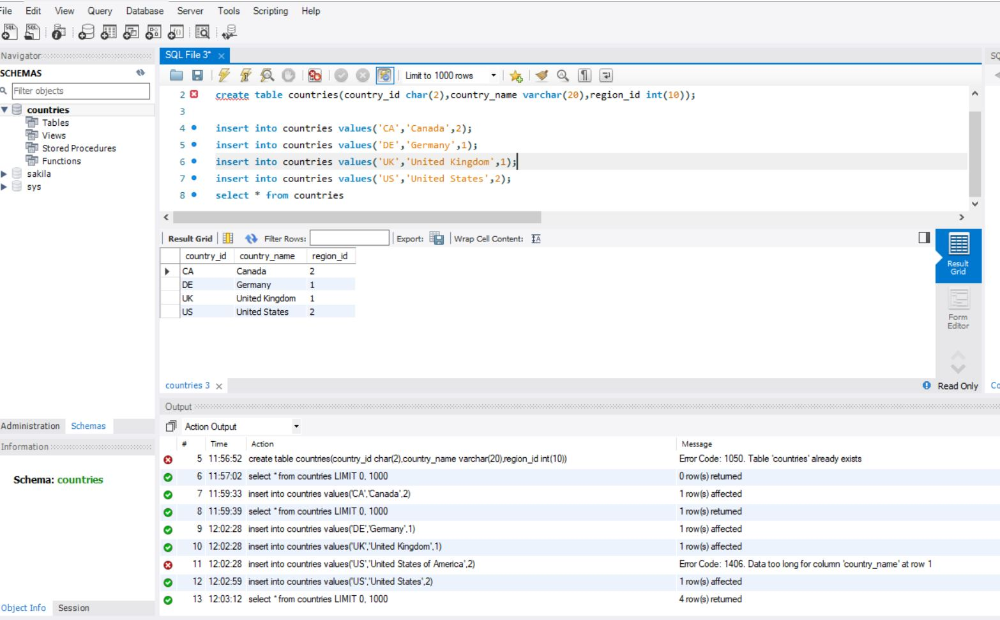 File Edit View Query Database Server Tools Scripting Help
SQL SQL
Navigator
SCHEMAS
Filter objects
countries
Tables
Views
Stored Procedures
Functions
sakila
sys
Administration Schemas
Information
Schema: countries
Object Info Session
SQL File 3*
Limit to 1000 rows
2 create table countries(country_id char(2),country_name varchar(20),region_id int(10));
3
4 insert into countries values('CA','Canada',2);
5 insert into countries values('DE','Germany',1);
6 insert into countries values('UK','United Kingdom',1);
7 insert into countries values('US','United States',2);
8 select * from countries
Result Grid Filter Rows: Export: Wrap Cell Content:
country_id country_name region_id
CA Canada 2
DE Germany 1
UK United Kingdom 1
US United States 2
Result
Grid
Form
Editor
countries 3 Read Only
Output
Action Output
# Time Action Message
5 11:56:52 create table countries(country_id char(2),country_name varchar(20),region_id int(10)) Error Code: 1050. Table 'countries' already exists
6 11:57:02 select * from countries LIMIT 0, 1000 0 row(s) returned
7 11:59:33 insert into countries values('CA','Canada',2) 1 row(s) affected
8 11:59:39 select * from countries LIMIT 0, 1000 1 row(s) returned
9 12:02:28 insert into countries values('DE','Germany',1) 1 row(s) affected
10 12:02:28 insert into countries values('UK','United Kingdom',1) 1 row(s) affected
11 12:02:28 insert into countries values('US','United States of America',2) Error Code: 1406. Data too long for column 'country_name' at row 1
12 12:02:59 insert into countries values('US','United States',2) 1 row(s) affected
13 12:03:12 select * from countries LIMIT 0, 1000 4 row(s) returned